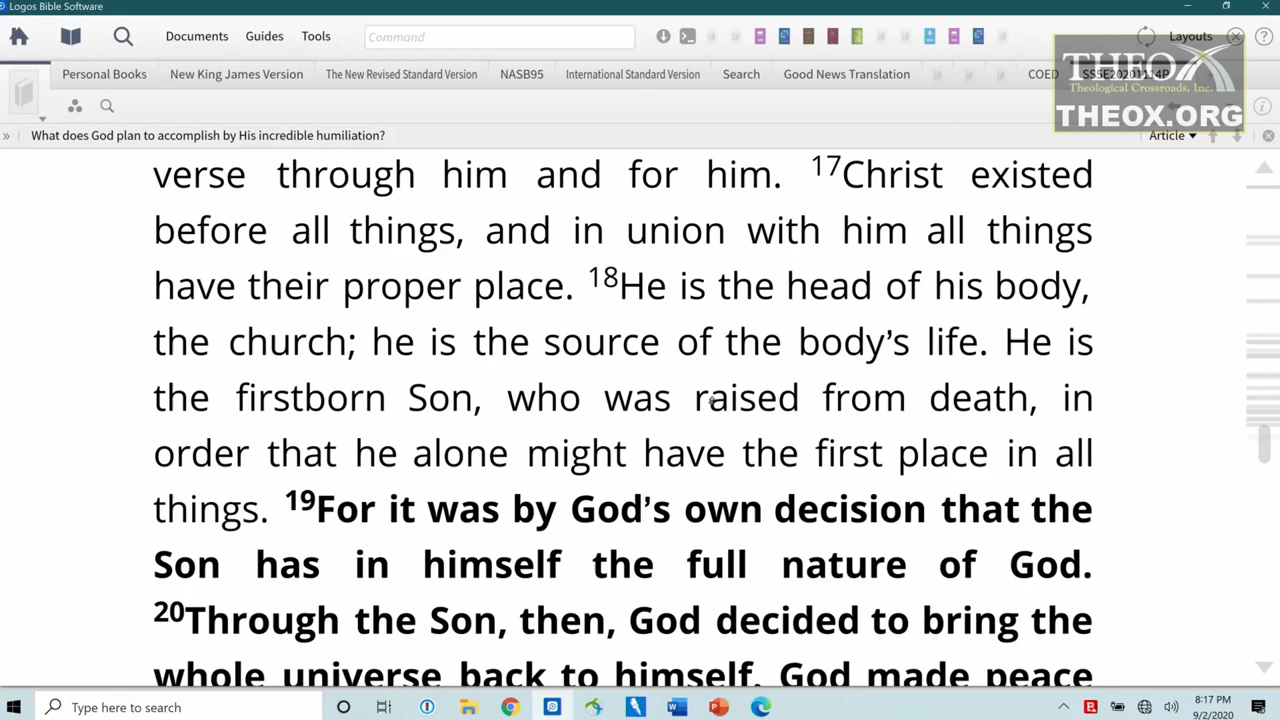 Logos Bible Software
Documents Guides Tools Command Layouts
Personal Books New King James Version The New Revised Standard Version NASB95 International Standard Version Search Good News Translation COED SSSE20201114P
THEOX
Theological Crossroads, Inc.
THEOX.ORG
» What does God plan to accomplish by His incredible humiliation? Article
verse through him and for him. 17Christ existed
before all things, and in union with him all things
have their proper place. 18He is the head of his body,
the church; he is the source of the body's life. He is
the firstborn Son, who was raised from death, in
order that he alone might have the first place in all
things. 19For it was by God's own decision that the
Son has in himself the full nature of God.
20Through the Son, then, God decided to bring the
whole universe back to himself. God made peace
Type here to search
8:17 PM
9/2/2020